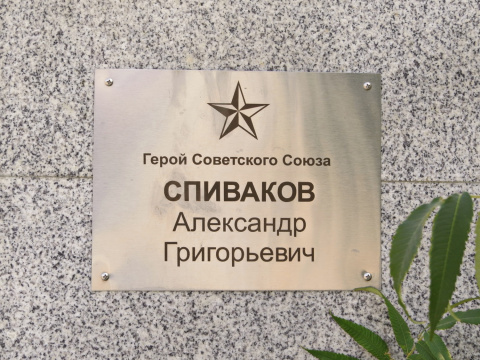 Герой Советского Союза
СПИВАКОВ
Александр
Григорьевич